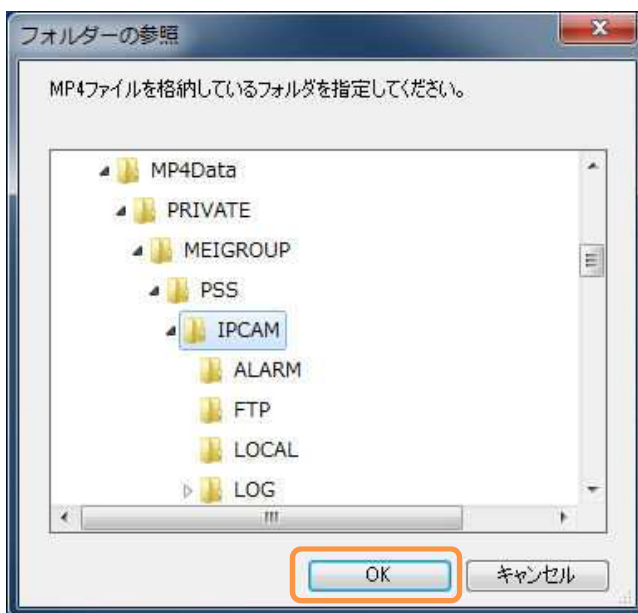 フォルダーの参照
MP4ファイルを格納しているフォルダを指定してください。
MP4Data
PRIVATE
MEIGROUP
PSS
IPCAM
ALARM
FTP
LOCAL
LOG
OK キャンセル